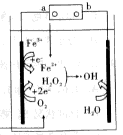 a b
Fe³⁺
+e⁻
Fe²⁺
H₂O₂
·OH
+2e⁻
O₂
H₂O